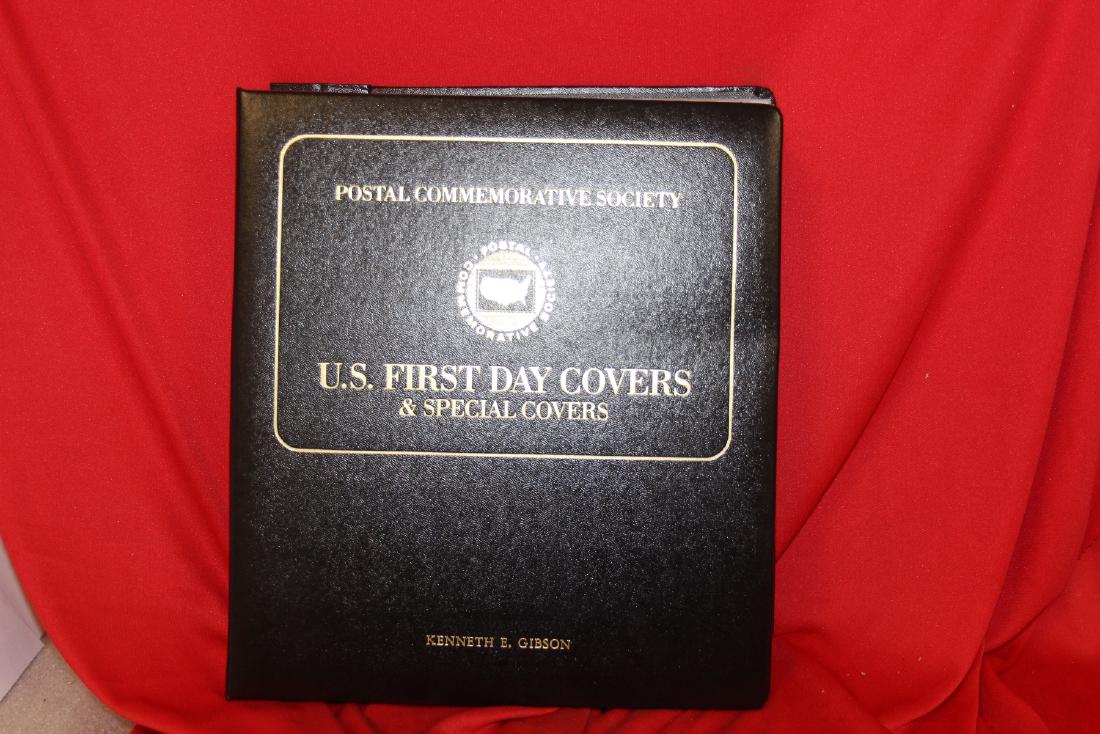 POSTAL COMMEMORATIVE SOCIETY
POSTAL COMMEMORATIVE SOCIETY
U.S. FIRST DAY COVERS
& SPECIAL COVERS
KENNETH E. GIBSON